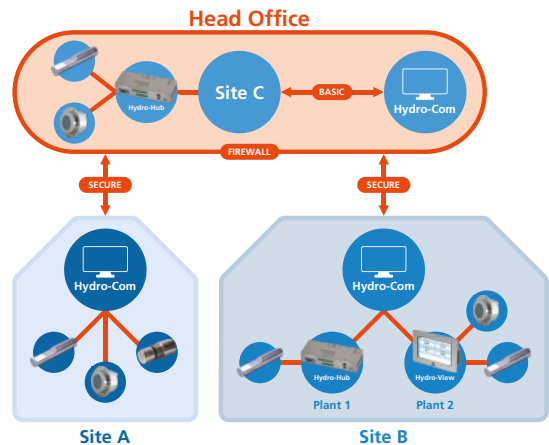 Head Office
Hydro-Hub
Site C
BASIC
Hydro-Com
FIREWALL
SECURE
SECURE
Hydro-Com
Hydro-Com
Hydro-Hub
Hydro-View
Plant 1
Plant 2
Site A
Site B